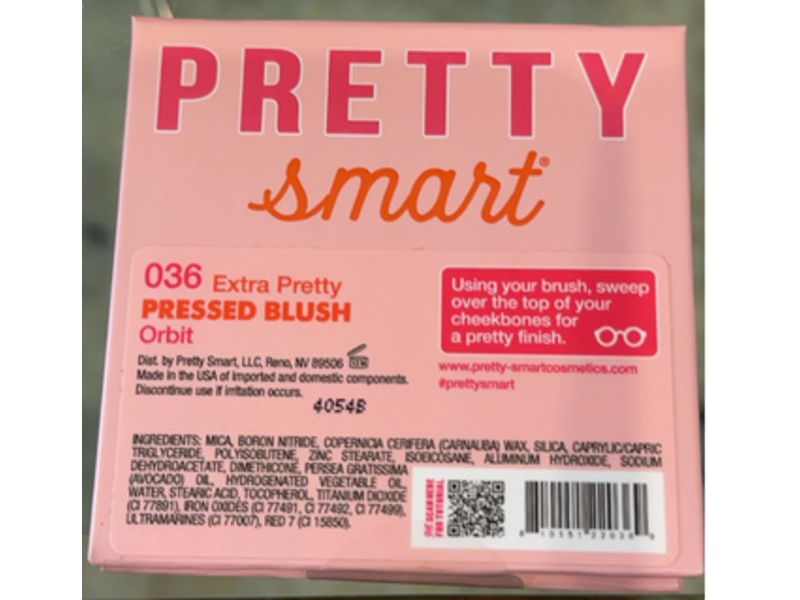 PRETTY
smart®
036 Extra Pretty
PRESSED BLUSH
Orbit
Dist. by Pretty Smart, LLC, Reno, NV 89506
Made in the USA of imported and domestic components.
Discontinue use if irritation occurs.
40548
Using your brush, sweep
over the top of your
cheekbones for
a pretty finish.
www.pretty-smartcosmetics.com
#prettysmart
INGREDIENTS: MICA, BORON NITRIDE, COPERNICIA CERIFERA (CARNAUBA) WAX, SILICA, CAPRYLIC/CAPRIC
TRIGLYCERIDE, POLYISOBUTENE, ZINC STEARATE, ISOEICOSANE, ALUMINUM HYDROXIDE, SODIUM
DEHYDROACETATE, DIMETHICONE, PERSEA GRATISSIMA
(AVOCADO) OIL, HYDROGENATED VEGETABLE OIL,
WATER, STEARIC ACID, TOCOPHEROL, TITANIUM DIOXIDE
(CI 77891), IRON OXIDES (CI 77491, CI 77492, CI 77499),
ULTRAMARINES (CI 77007), RED 7 (CI 15850).
SCAN HERE
FOR TUTORIAL